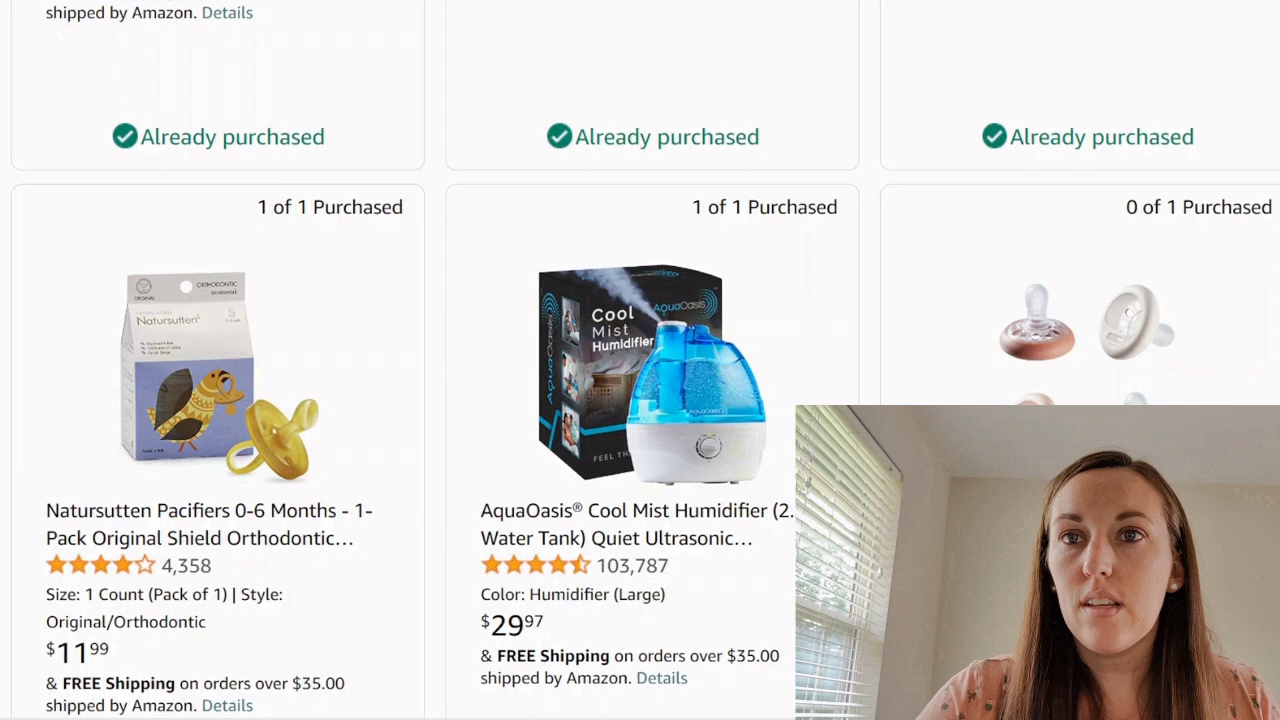 shipped by Amazon. Details
Already purchased
Already purchased
Already purchased
1 of 1 Purchased
1 of 1 Purchased
0 of 1 Purchased
ORIGINAL
ORTHODONTIC
Natursutten
S
Cool
Mist
Humidifier
AquaOasis
AquaOasis
AquaOasis
FEEL
Natursutten Pacifiers 0-6 Months - 1-
Pack Original Shield Orthodontic…
4,358
Size: 1 Count (Pack of 1) | Style:
Original/Orthodontic
$11.99
& FREE Shipping on orders over $35.00
shipped by Amazon. Details
AquaOasis® Cool Mist Humidifier (2.
Water Tank) Quiet Ultrasonic…
103,787
Color: Humidifier (Large)
$29.97
& FREE Shipping on orders over $35.00
shipped by Amazon. Details